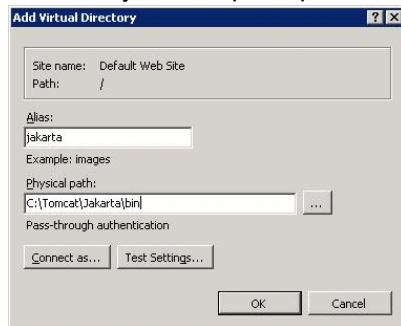 Add Virtual Directory
Site name: Default Web Site
Path: /
Alias:
jakarta
Example: images
Physical path:
C:\Tomcat\Jakarta\bin
...
Pass-through authentication
Connect as... Test Settings...
OK Cancel